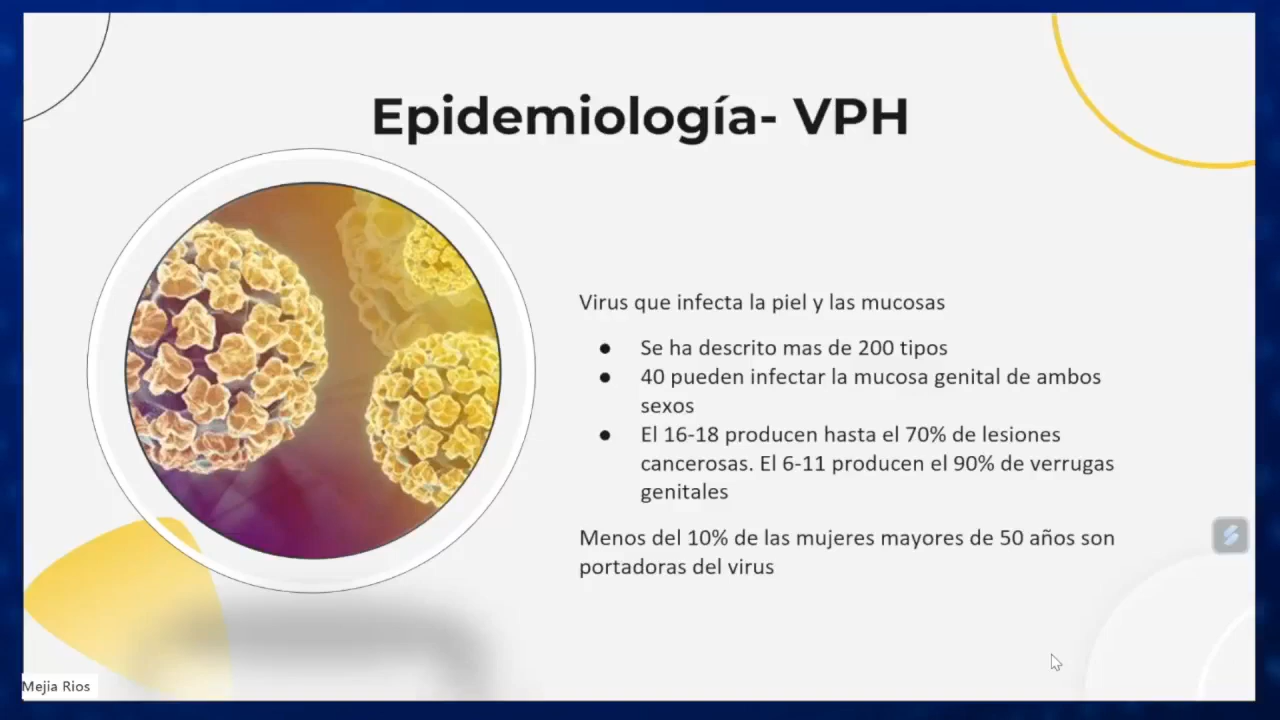 Epidemiología- VPH
Virus que infecta la piel y las mucosas
● Se ha descrito mas de 200 tipos
● 40 pueden infectar la mucosa genital de ambos
sexos
● El 16-18 producen hasta el 70% de lesiones
cancerosas. El 6-11 producen el 90% de verrugas
genitales
Menos del 10% de las mujeres mayores de 50 años son
portadoras del virus
Mejia Rios